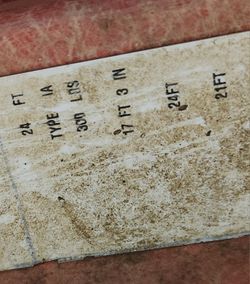 24 FT
TYPE IA
300 LBS
17 FT 3 IN
24FT
21FT